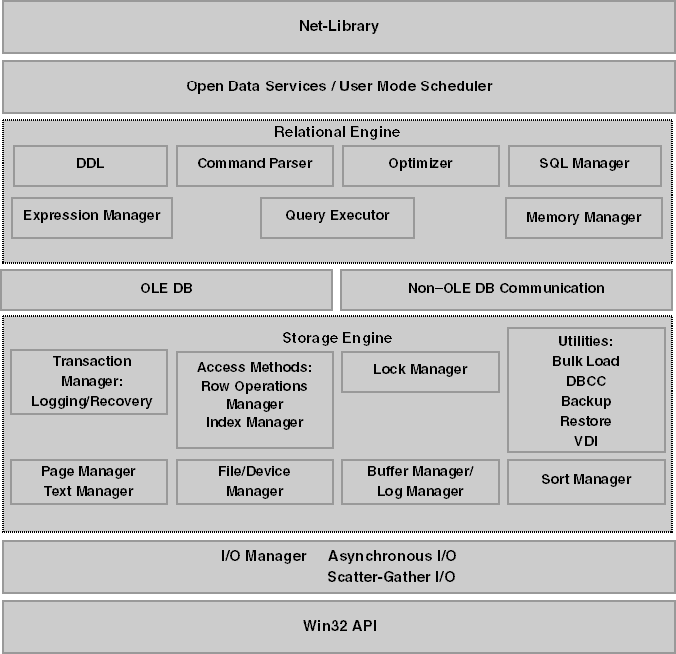 Net-Library
Open Data Services / User Mode Scheduler
Relational Engine
DDL
Command Parser
Optimizer
SQL Manager
Expression Manager
Query Executor
Memory Manager
OLE DB
Non–OLE DB Communication
Storage Engine
Transaction
Manager:
Logging/Recovery
Access Methods:
Row Operations
Manager
Index Manager
Lock Manager
Utilities:
Bulk Load
DBCC
Backup
Restore
VDI
Page Manager
Text Manager
File/Device
Manager
Buffer Manager/
Log Manager
Sort Manager
I/O Manager Asynchronous I/O
Scatter-Gather I/O
Win32 API